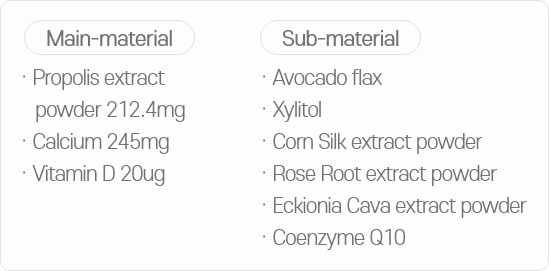 Main-material
· Propolis extract
powder 212.4mg
· Calcium 245mg
· Vitamin D 20ug
Sub-material
· Avocado flax
· Xylitol
· Corn Silk extract powder
· Rose Root extract powder
· Eckionia Cava extract powder
· Coenzyme Q10